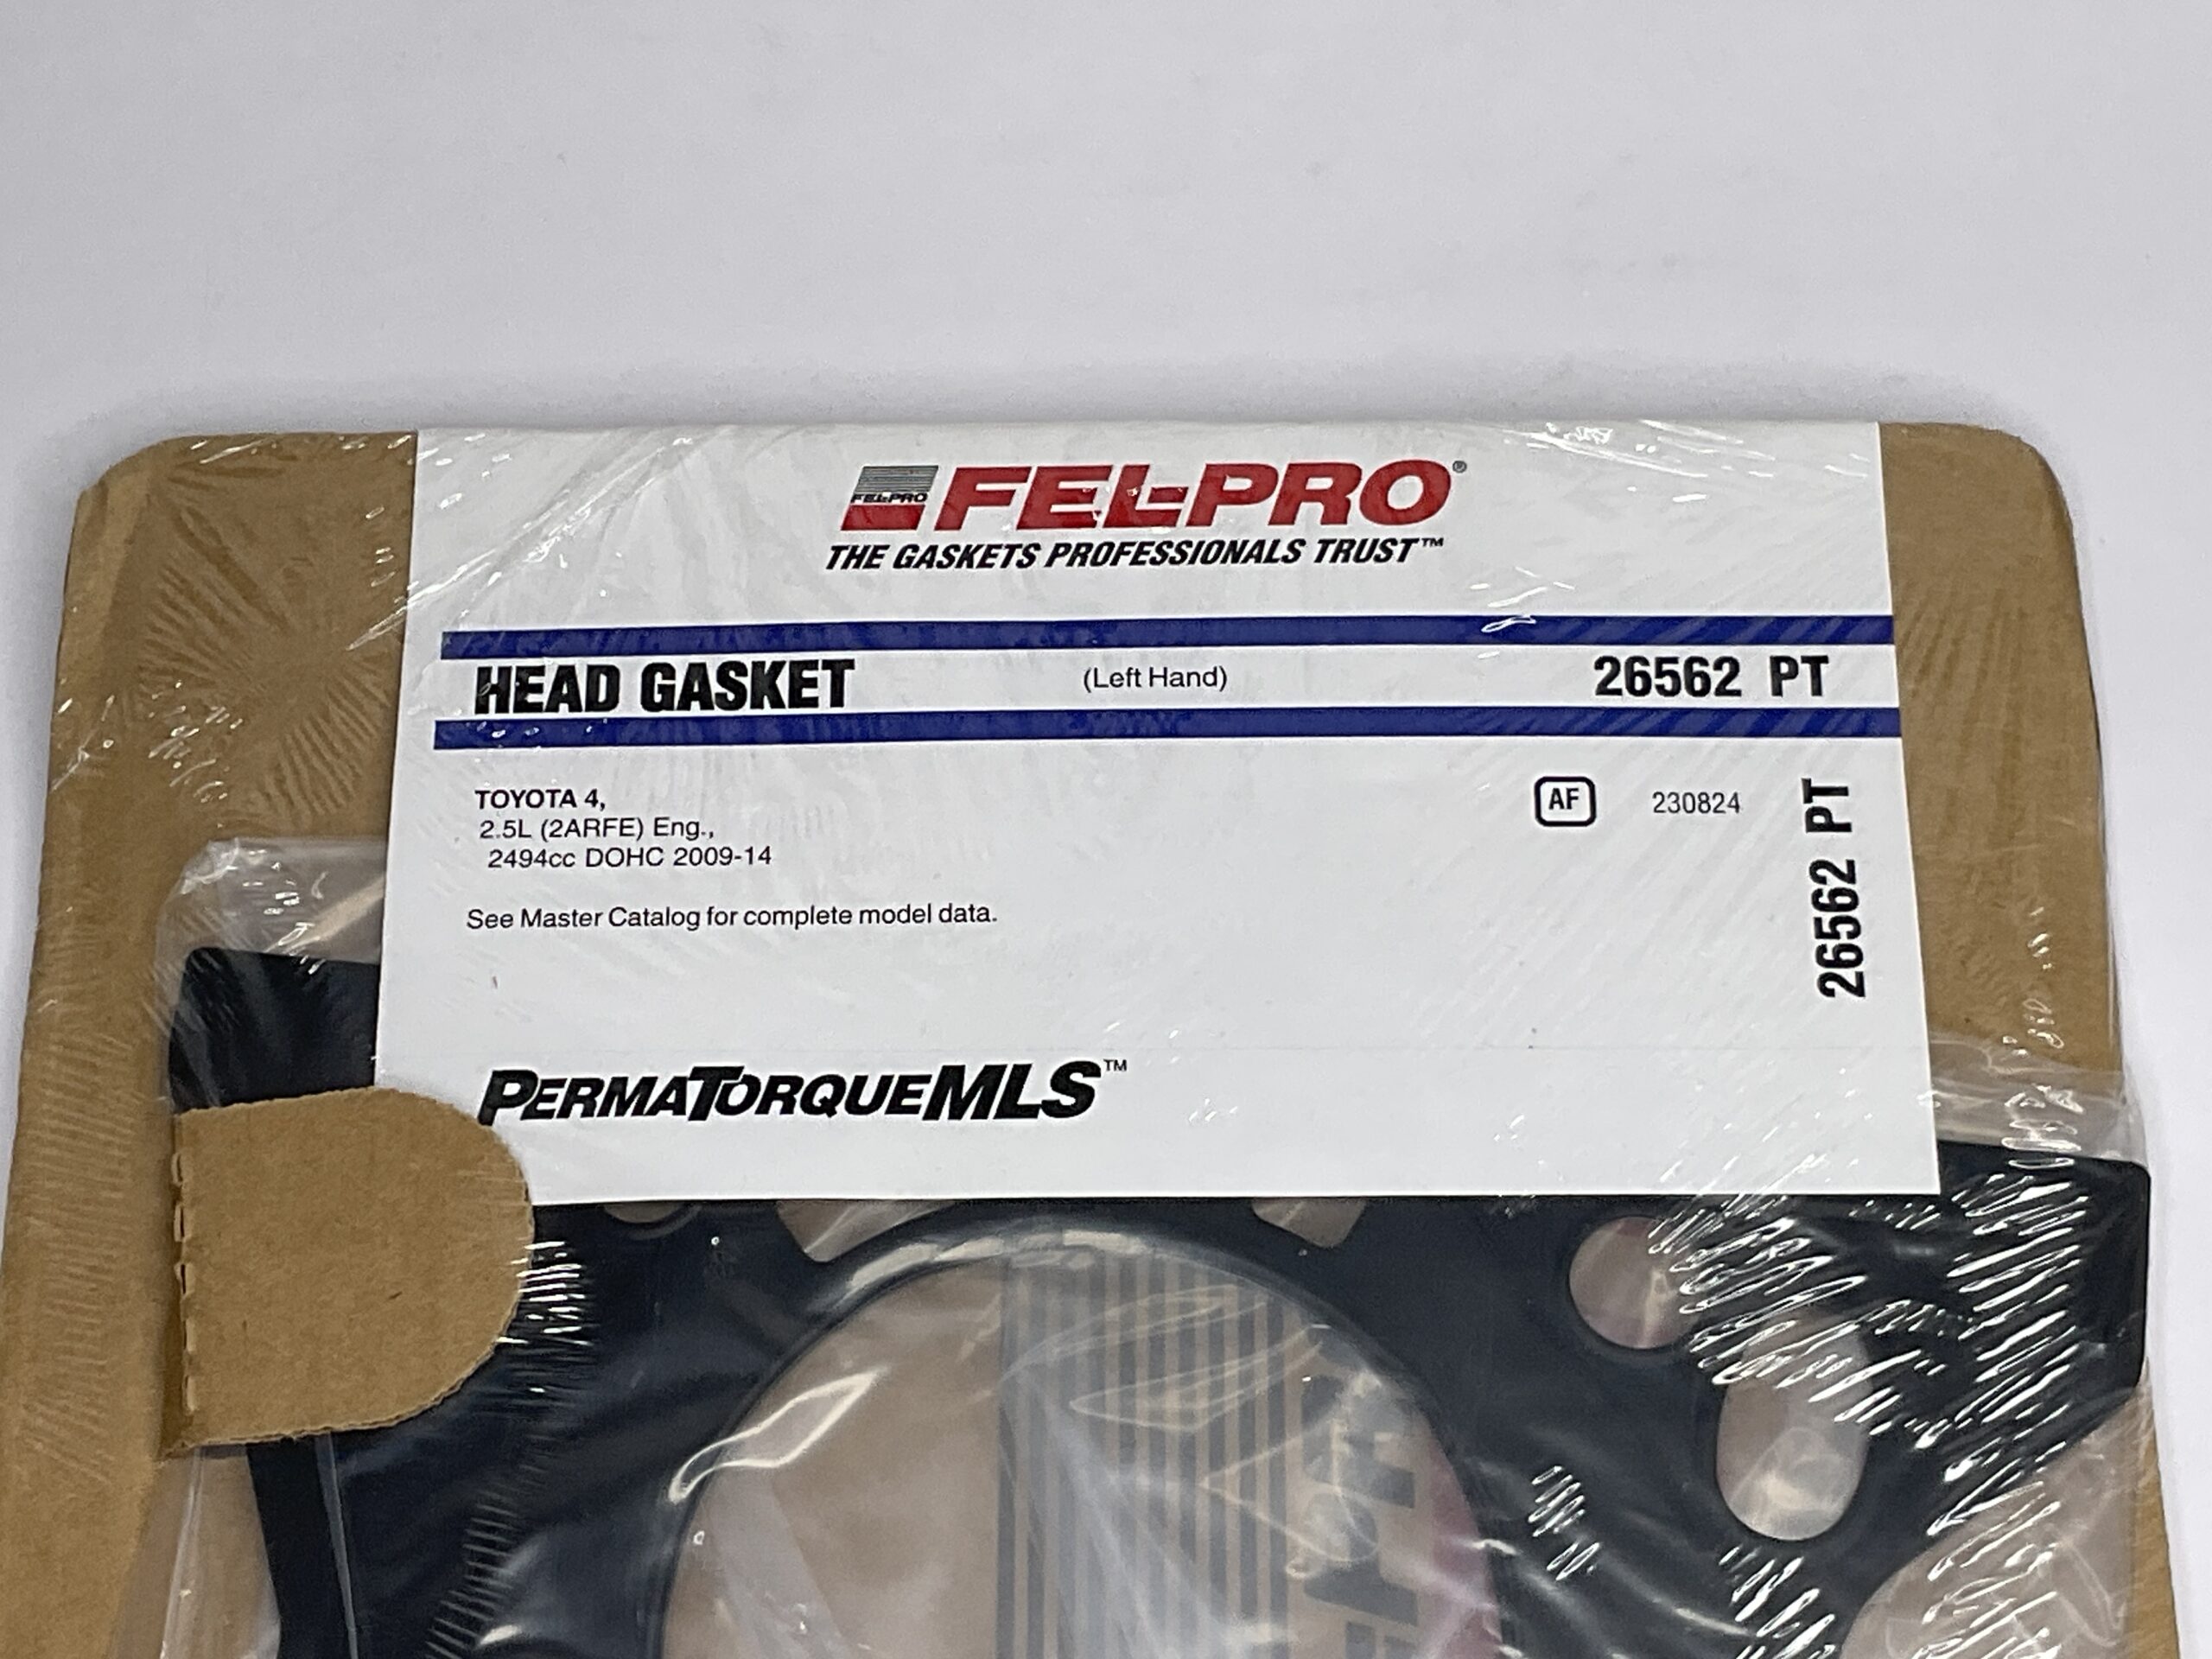 FEL-PRO
FEL-PRO®
THE GASKETS PROFESSIONALS TRUST™
HEAD GASKET (Left Hand) 26562 PT
TOYOTA 4,
2.5L (2ARFE) Eng.,
2494cc DOHC 2009-14
AF 230824
26562 PT
See Master Catalog for complete model data.
PERMATORQUEMLS™